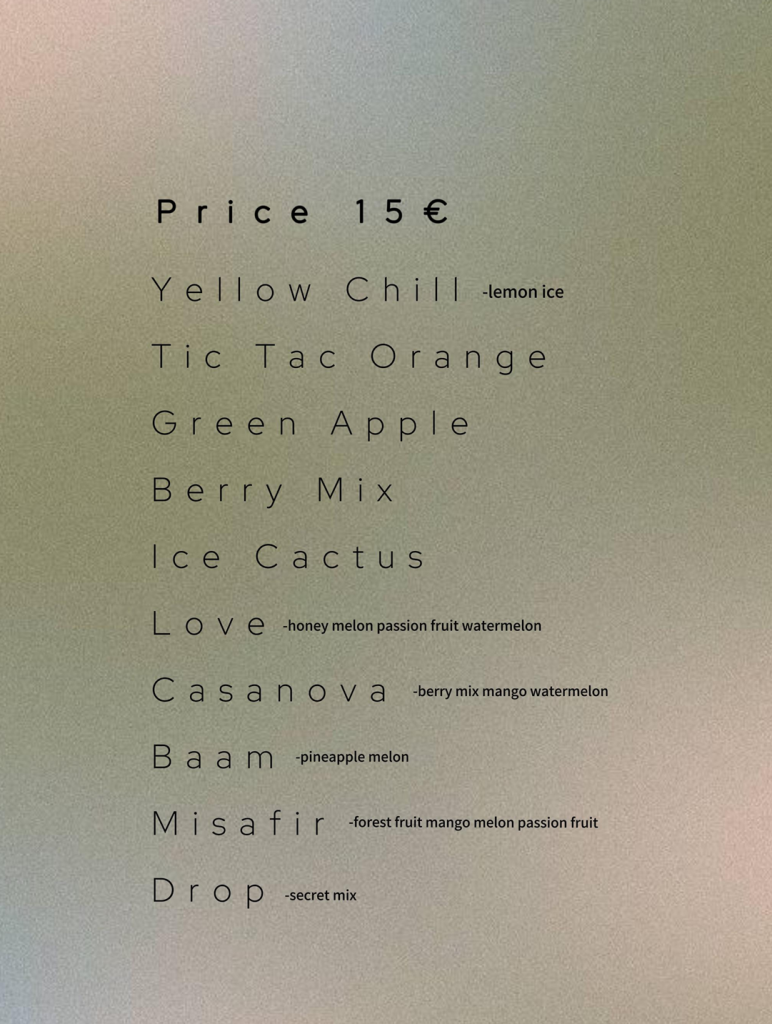 Price 15€
Yellow Chill -lemon ice
Tic Tac Orange
Green Apple
Berry Mix
Ice Cactus
Love -honey melon passion fruit watermelon
Casanova -berry mix mango watermelon
Baam -pineapple melon
Misafir -forest fruit mango melon passion fruit
Drop -secret mix